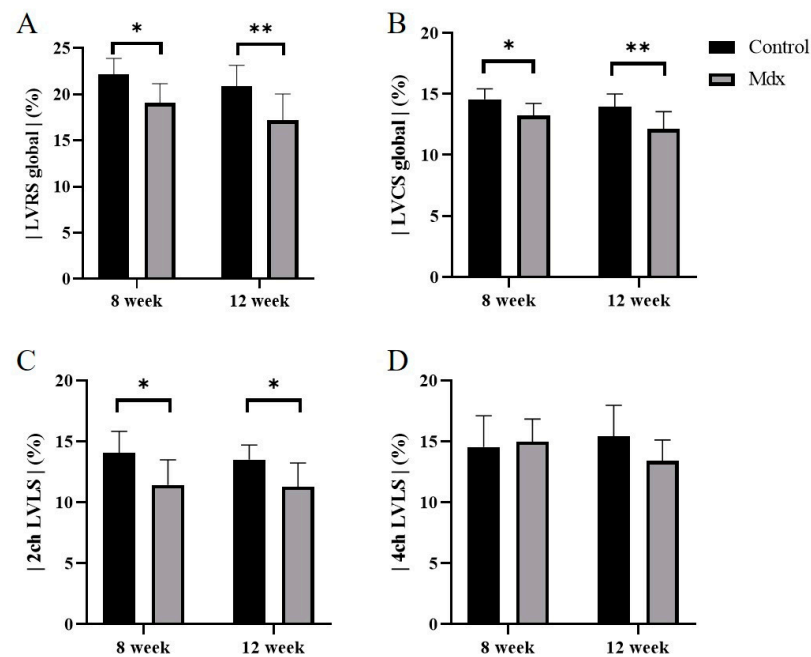 A
| LVRS global | (%)
25
20
15
10
5
0
*
**
8 week
12 week
B
| LVCS global | (%)
20
15
10
5
0
*
**
8 week
12 week
Control
Mdx
C
| 2ch LVLS | (%)
20
15
10
5
0
*
*
8 week
12 week
D
| 4ch LVLS | (%)
20
15
10
5
0
8 week
12 week